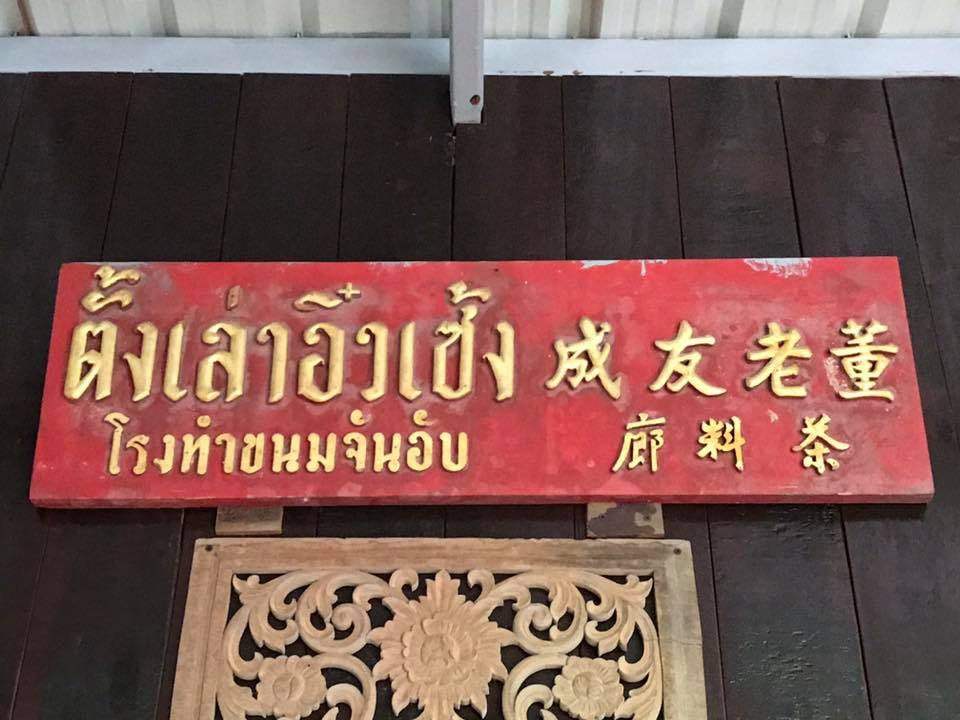 ตั้งเล่าอิ๋วเซ้ง
โรงทำขนมจันอับ
董老友成
茶料廊